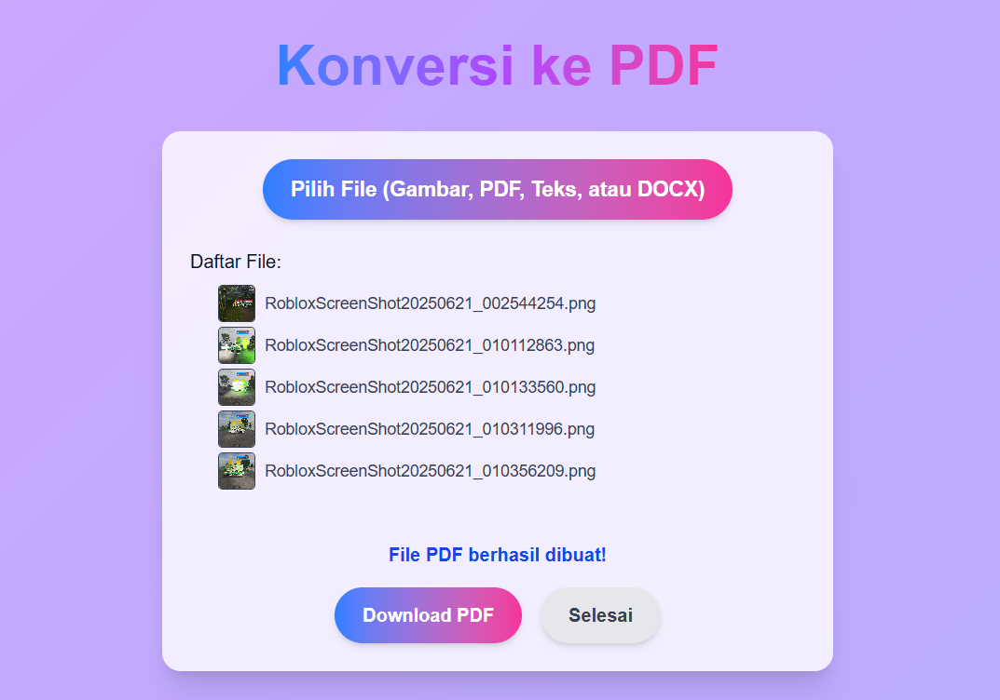 Konversi ke PDF
Pilih File (Gambar, PDF, Teks, atau DOCX)
Daftar File:
RobloxScreenShot20250621_002544254.png
RobloxScreenShot20250621_010112863.png
RobloxScreenShot20250621_010133560.png
RobloxScreenShot20250621_010311996.png
RobloxScreenShot20250621_010356209.png
File PDF berhasil dibuat!
Download PDF
Selesai